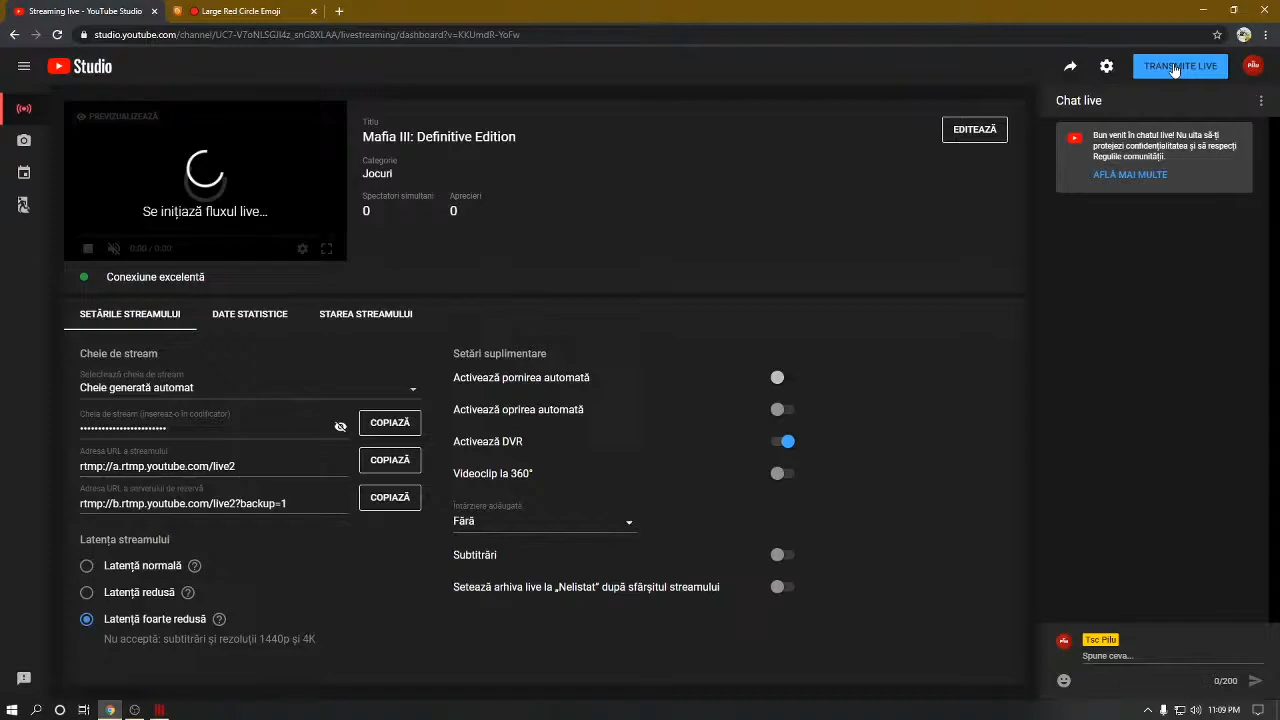 Streaming live - YouTube Studio
Large Red Circle Emoji
studio.youtube.com/channel/UC7-V7oNLSGJI4z_snG8XLAA/livestreaming/dashboard?v=KKUmdR-YoFw
Studio
TRANSMITE LIVE
Pilu
PREVIZUALIZEAZĂ
Se inițiază fluxul live...
0:00 / 0:00
Conexiune excelentă
Titlu
Mafia III: Definitive Edition
Categorie
Jocuri
Spectatori simultani Aprecieri
0 0
EDITEAZĂ
Chat live
Bun venit în chatul live! Nu uita să-ți
protejezi confidențialitatea și să respecți
Regulile comunității.
AFLĂ MAI MULTE
SETĂRILE STREAMULUI DATE STATISTICE STAREA STREAMULUI
Cheie de stream
Selectează cheia de stream
Cheie generată automat
Cheia de stream (inserează-o în codificator)
•••••••••••••••••••••••• COPIAZĂ
Adresa URL a streamului
rtmp://a.rtmp.youtube.com/live2 COPIAZĂ
Adresa URL a serverului de rezervă
rtmp://b.rtmp.youtube.com/live2?backup=1 COPIAZĂ
Latența streamului
Latență normală
Latență redusă
Latență foarte redusă
Nu acceptă: subtitrări și rezoluții 1440p și 4K
Setări suplimentare
Activează pornirea automată
Activează oprirea automată
Activează DVR
Videoclip la 360°
Întârziere adăugată
Fără
Subtitrări
Setează arhiva live la „Nelistat” după sfârșitul streamului
Tsc Pilu
Spune ceva...
0/200
11:09 PM